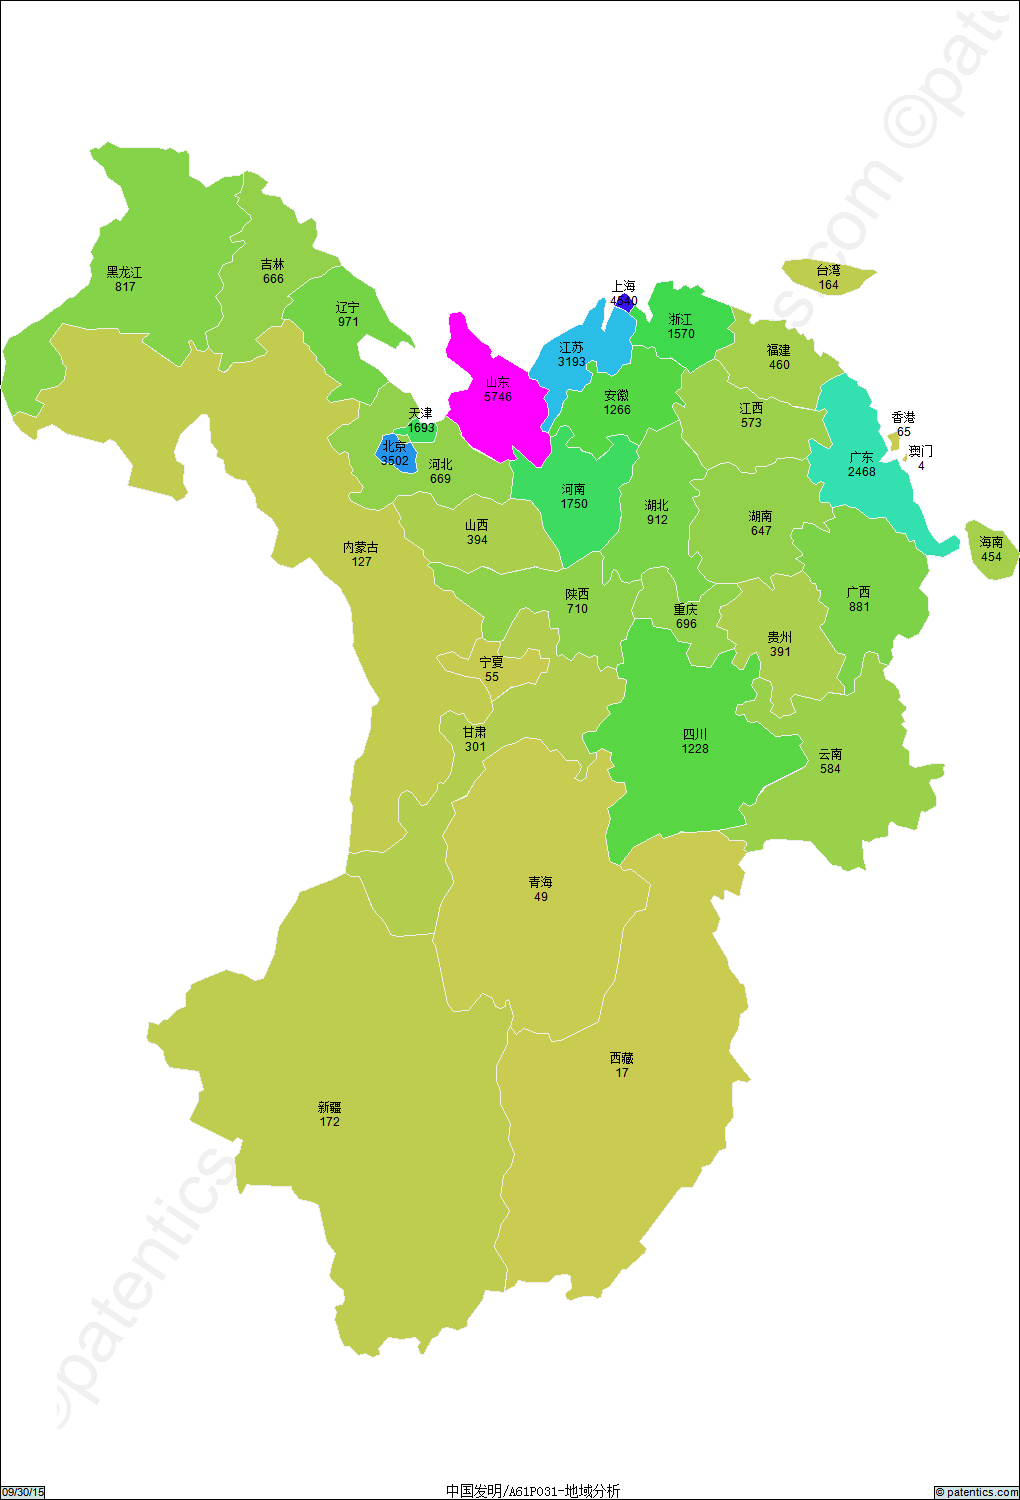 ©patentics.com ©patentics
黑龙江
817
吉林
666
辽宁
971
台湾
164
上海
4540
浙江
1570
江苏
3193
福建
460
山东
5746
安徽
1266
江西
573
天津
1693
香港
65
北京
3502
河北
669
广东
2468
澳门
4
河南
1750
湖北
912
湖南
647
山西
394
内蒙古
127
海南
454
陕西
710
重庆
696
广西
881
贵州
391
宁夏
55
甘肃
301
四川
1228
云南
584
青海
49
西藏
17
新疆
172
09/30/15
中国发明/A61P031-地域分析
© patentics.com